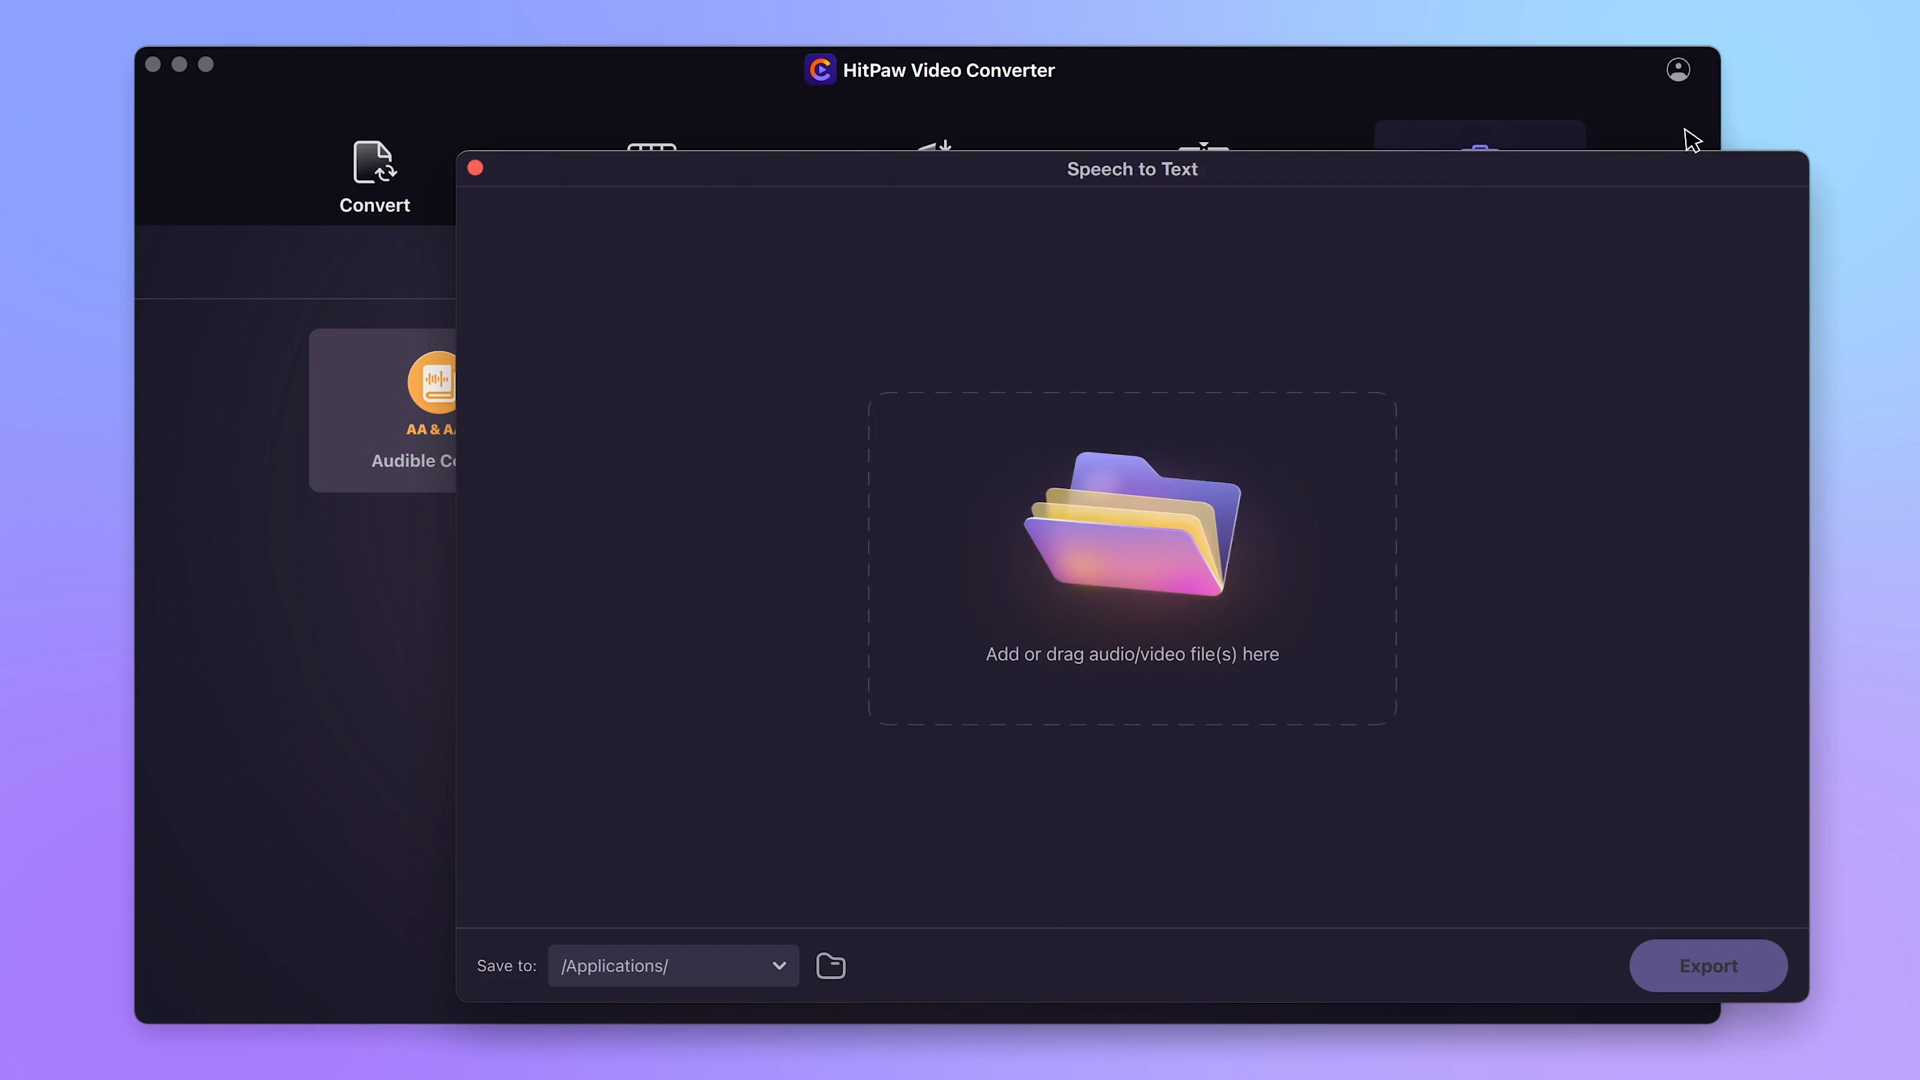 HitPaw Video Converter
Convert
Speech to Text
AA & A
Audible C
Add or drag audio/video file(s) here
Save to:
/Applications/
Export